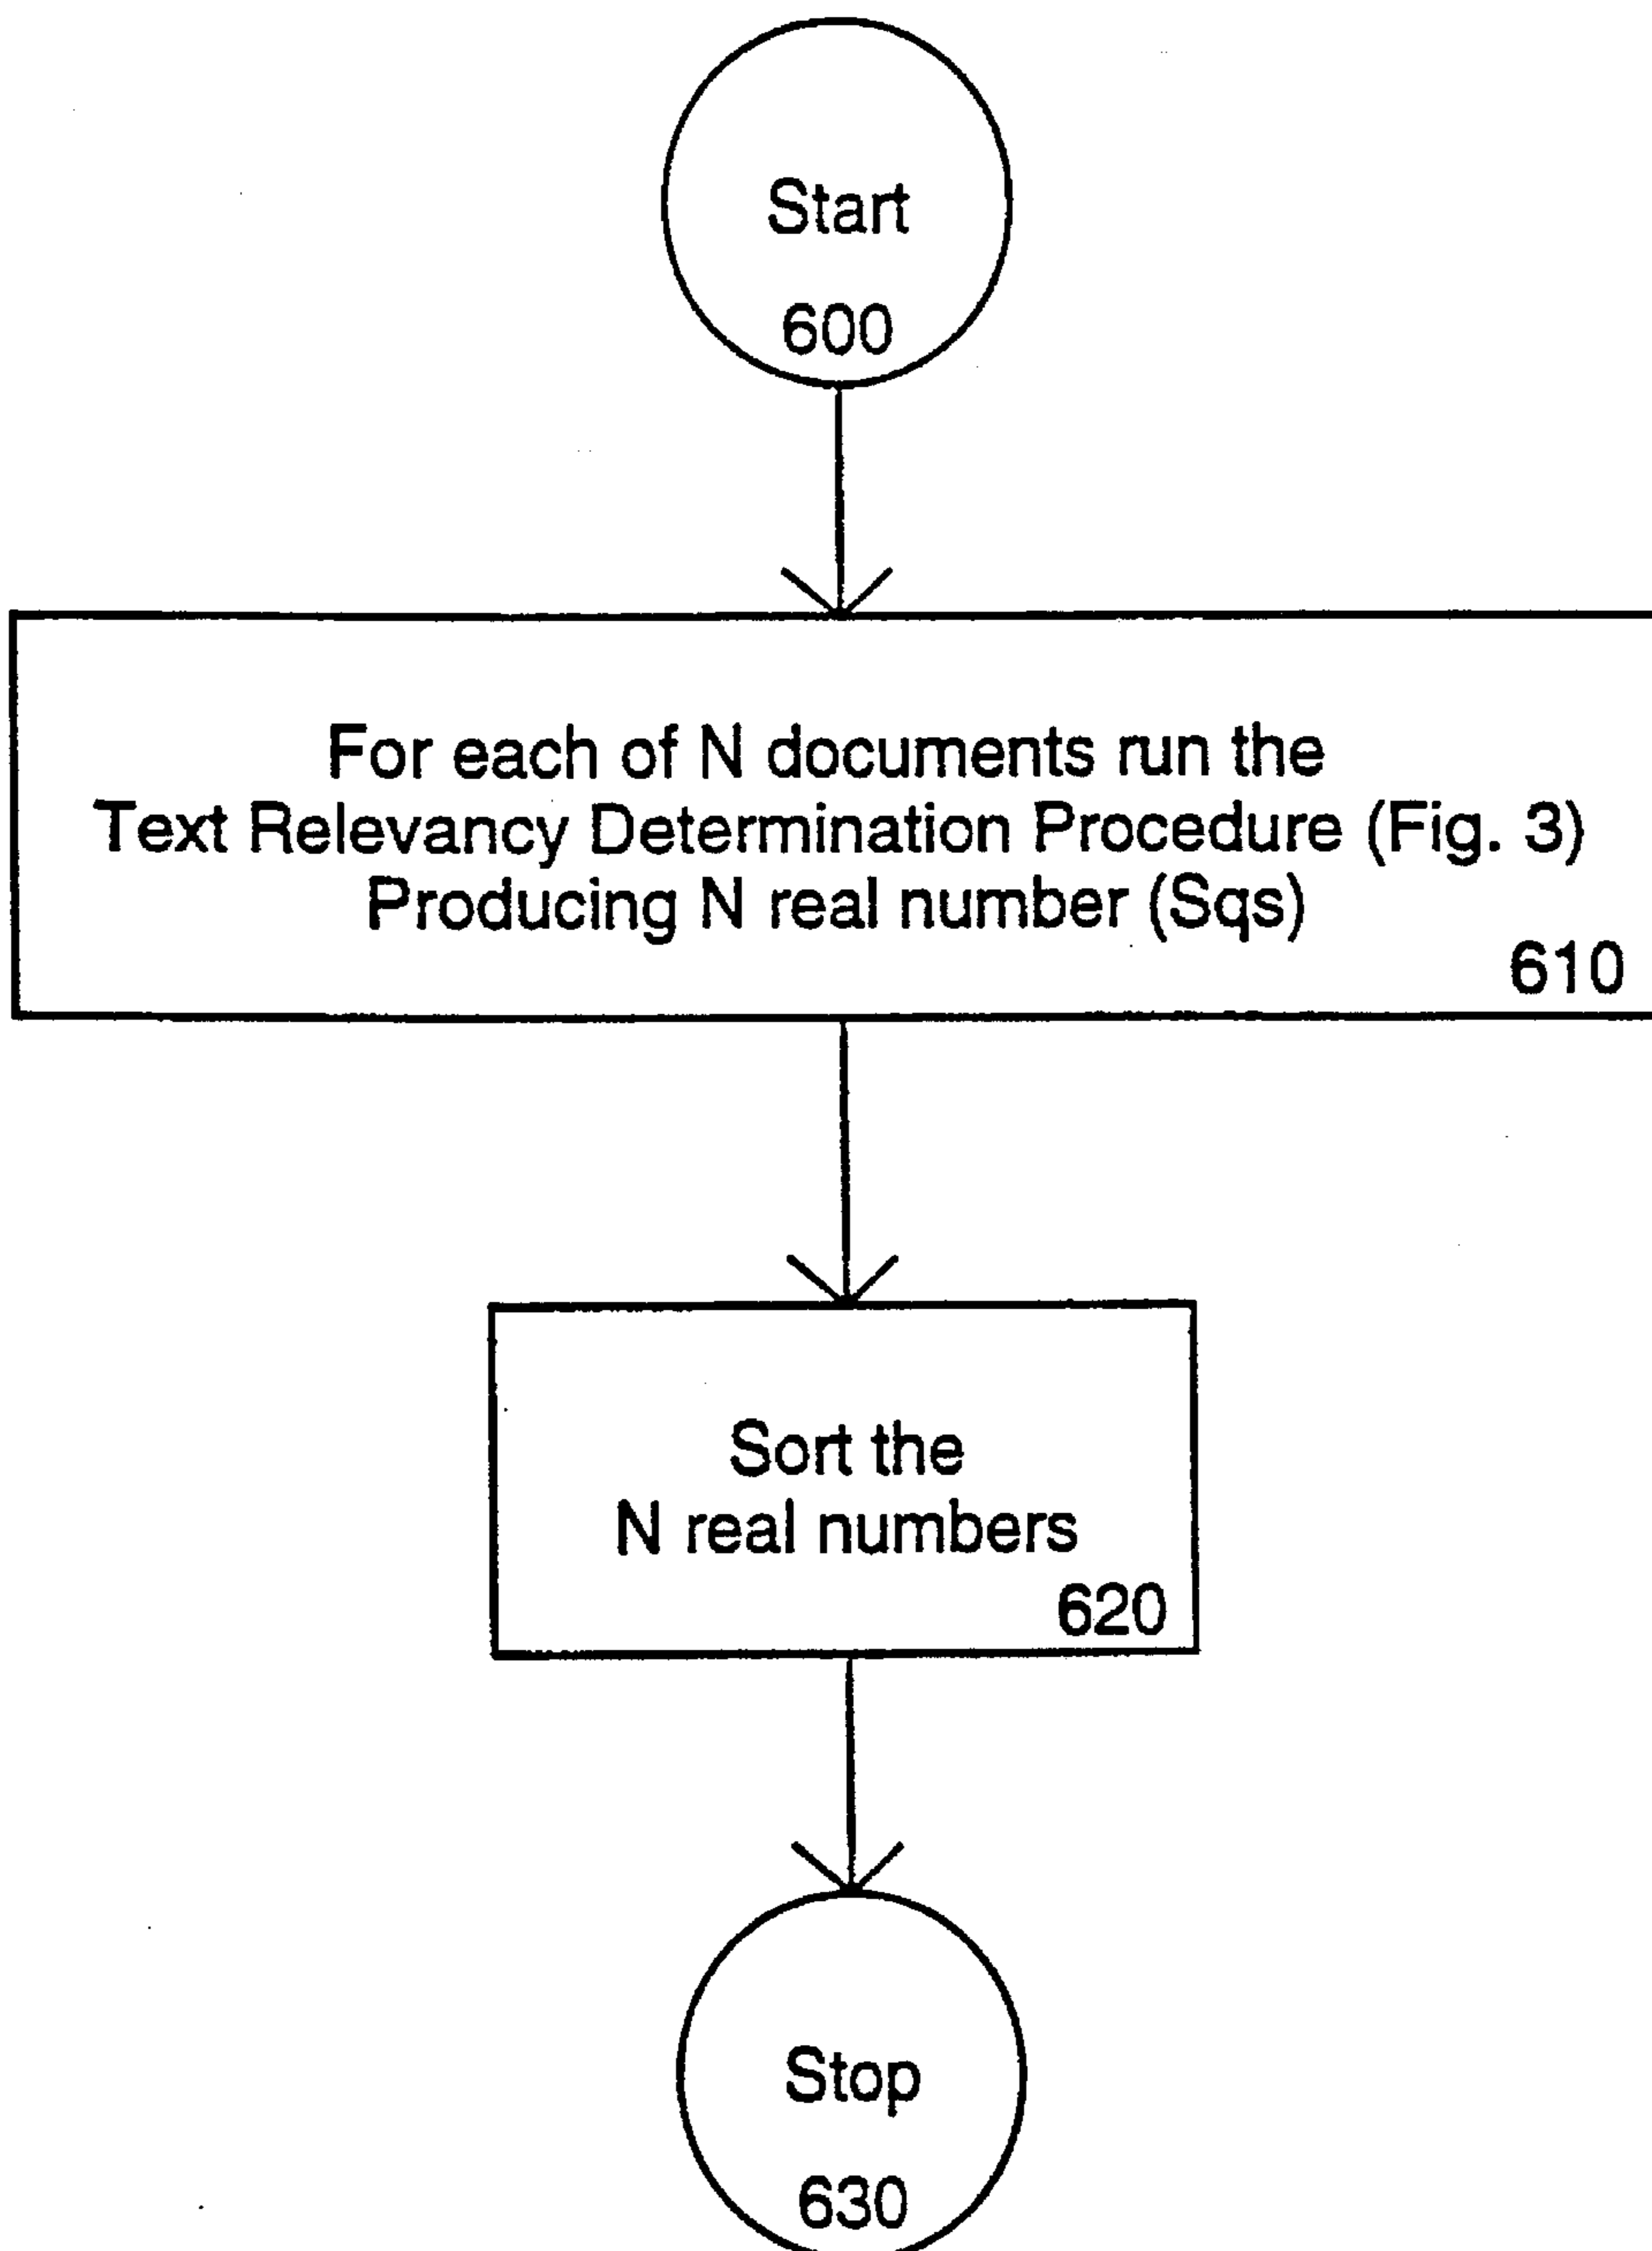 Start
600
For each of N documents run the
Text Relevancy Determination Procedure (Fig. 3)
Producing N real number (Sqs)
610
Sort the
N real numbers
620
Stop
630